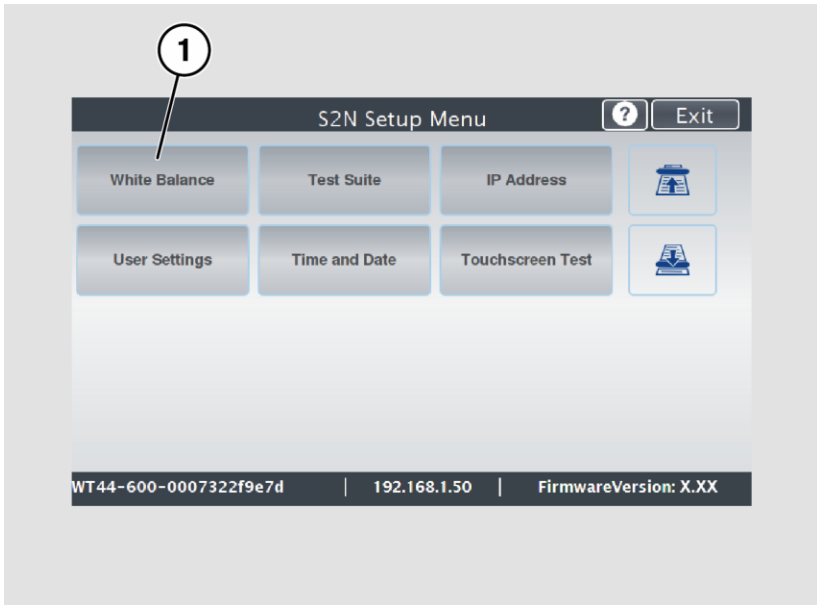 1
S2N Setup Menu ? Exit
White Balance Test Suite IP Address
User Settings Time and Date Touchscreen Test
WT44-600-0007322f9e7d | 192.168.1.50 | FirmwareVersion: X.XX